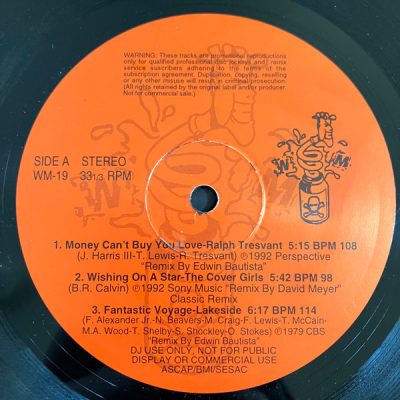 WARNING: These tracks are promotional reproductions
only for qualified professional disc jockeys and remix
service suscribers adhering to the terms of the
subscription agreement. Duplication, copying, reselling
or any other misuse is cause for criminal prosecution.
(All rights retained by the original label and/or producer.
Not for commercial sale.)
SIDE A STEREO
WM-19 33 1/3 RPM
W S M
W S M
1. Money Can't Buy You Love-Ralph Tresvant 5:15 BPM 108
(J. Harris III-T. Lewis-R. Tresvant) ℗1992 Perspective
"Remix By Edwin Bautista"
2. Wishing On A Star-The Cover Girls 5:42 BPM 98
(B.R. Calvin) ℗1992 Sony Music "Remix By David Meyer"
Classic Remix
3. Fantastic Voyage-Lakeside 6:17 BPM 114
(F. Alexander Jr.-N. Beavers-M. Craig-F. Lewis-T. McCain-
M.A. Wood-T. Shelby-S. Shockley-O. Stokes) ℗1979 CBS
"Remix By Edwin Bautista"
DJ USE ONLY, NOT FOR PUBLIC
DISPLAY OR COMMERCIAL USE
ASCAP/BMI/SESAC